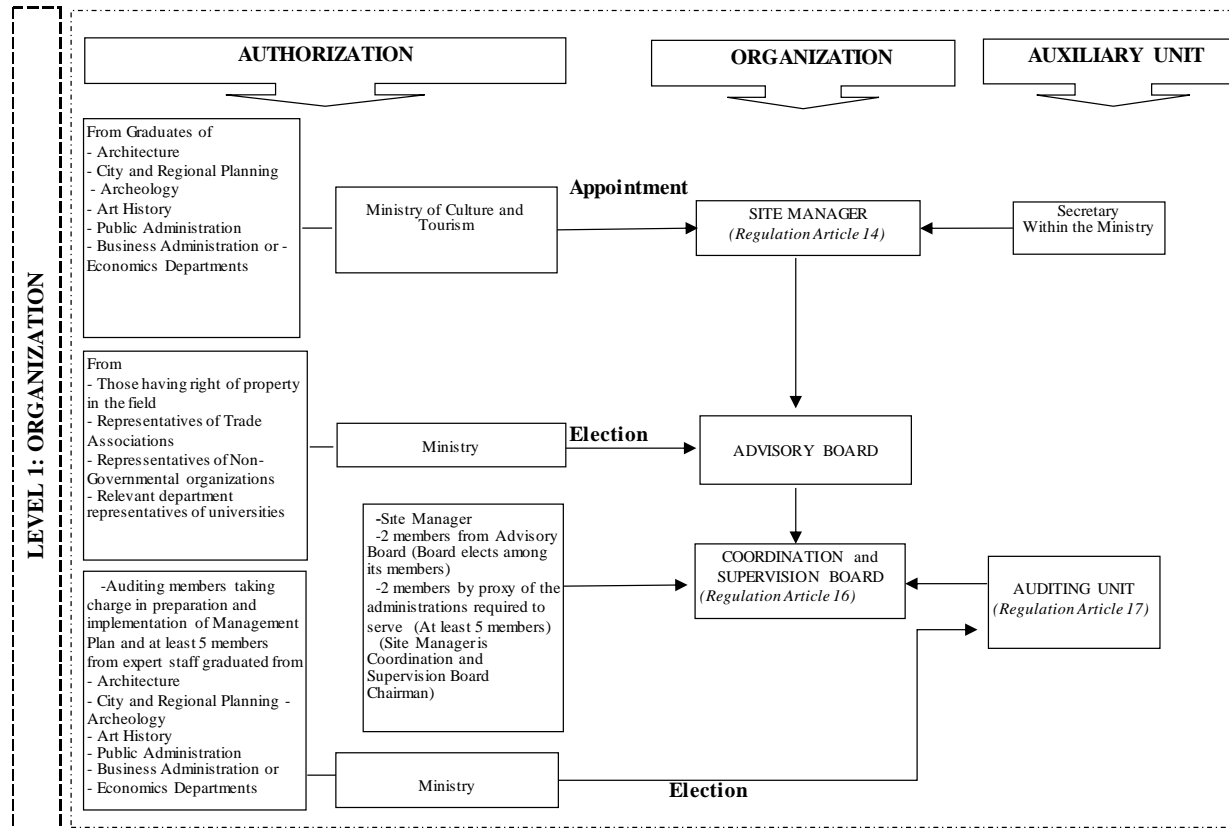 LEVEL 1: ORGANIZATION
AUTHORIZATION
ORGANIZATION
AUXILIARY UNIT
From Graduates of
- Architecture
- City and Regional Planning
- Archeology
- Art History
- Public Administration
- Business Administration or -
Economics Departments
Ministry of Culture and
Tourism
Appointment
SITE MANAGER
(Regulation Article 14)
Secretary
Within the Ministry
From
- Those having right of property
in the field
- Representatives of Trade
Associations
- Representatives of Non-
Governmental organizations
- Relevant department
representatives of universities
Ministry
Election
ADVISORY BOARD
-Site Manager
-2 members from Advisory
Board (Board elects among
its members)
-2 members by proxy of the
administrations required to
serve (At least 5 members)
(Site Manager is
Coordination and
Supervision Board
Chairman)
COORDINATION and
SUPERVISION BOARD
(Regulation Article 16)
AUDITING UNIT
(Regulation Article 17)
-Auditing members taking
charge in preparation and
implementation of Management
Plan and at least 5 members
from expert staff graduated from
- Architecture
- City and Regional Planning -
Archeology
- Art History
- Public Administration
- Business Administration or
- Economics Departments
Ministry
Election